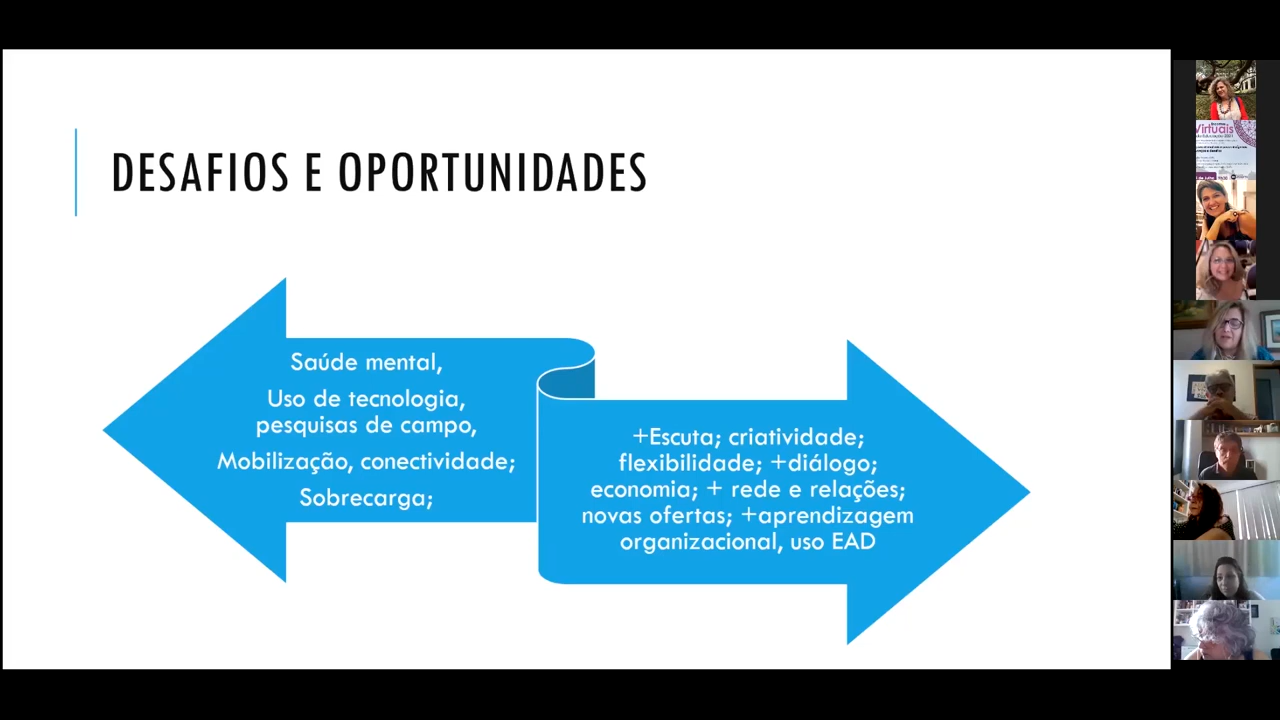 DESAFIOS E OPORTUNIDADES
Saúde mental,
Uso de tecnologia,
pesquisas de campo,
Mobilização, conectividade;
Sobrecarga;
+Escuta; criatividade;
flexibilidade; +diálogo;
economia; + rede e relações;
novas ofertas; +aprendizagem
organizacional, uso EAD
Virtuais